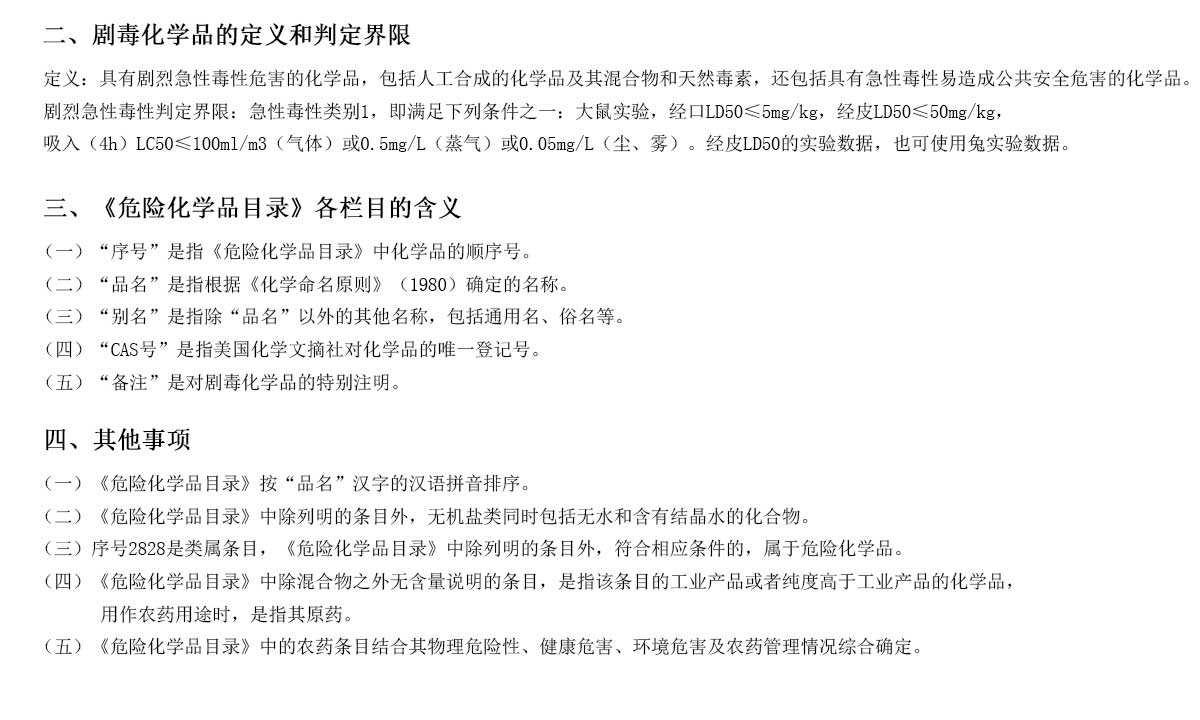 二、剧毒化学品的定义和判定界限
定义：具有剧烈急性毒性危害的化学品，包括人工合成的化学品及其混合物和天然毒素，还包括具有急性毒性易造成公共安全危害的化学品。
剧烈急性毒性判定界限：急性毒性类别1，即满足下列条件之一：大鼠实验，经口LD50≤5mg/kg，经皮LD50≤50mg/kg，
吸入（4h）LC50≤100ml/m3（气体）或0.5mg/L（蒸气）或0.05mg/L（尘、雾）。经皮LD50的实验数据，也可使用兔实验数据。
三、《危险化学品目录》各栏目的含义
（一）“序号”是指《危险化学品目录》中化学品的顺序号。
（二）“品名”是指根据《化学命名原则》（1980）确定的名称。
（三）“别名”是指除“品名”以外的其他名称，包括通用名、俗名等。
（四）“CAS号”是指美国化学文摘社对化学品的唯一登记号。
（五）“备注”是对剧毒化学品的特别注明。
四、其他事项
（一）《危险化学品目录》按“品名”汉字的汉语拼音排序。
（二）《危险化学品目录》中除列明的条目外，无机盐类同时包括无水和含有结晶水的化合物。
（三）序号2828是类属条目，《危险化学品目录》中除列明的条目外，符合相应条件的，属于危险化学品。
（四）《危险化学品目录》中除混合物之外无含量说明的条目，是指该条目的工业产品或者纯度高于工业产品的化学品，
用作农药用途时，是指其原药。
（五）《危险化学品目录》中的农药条目结合其物理危险性、健康危害、环境危害及农药管理情况综合确定。